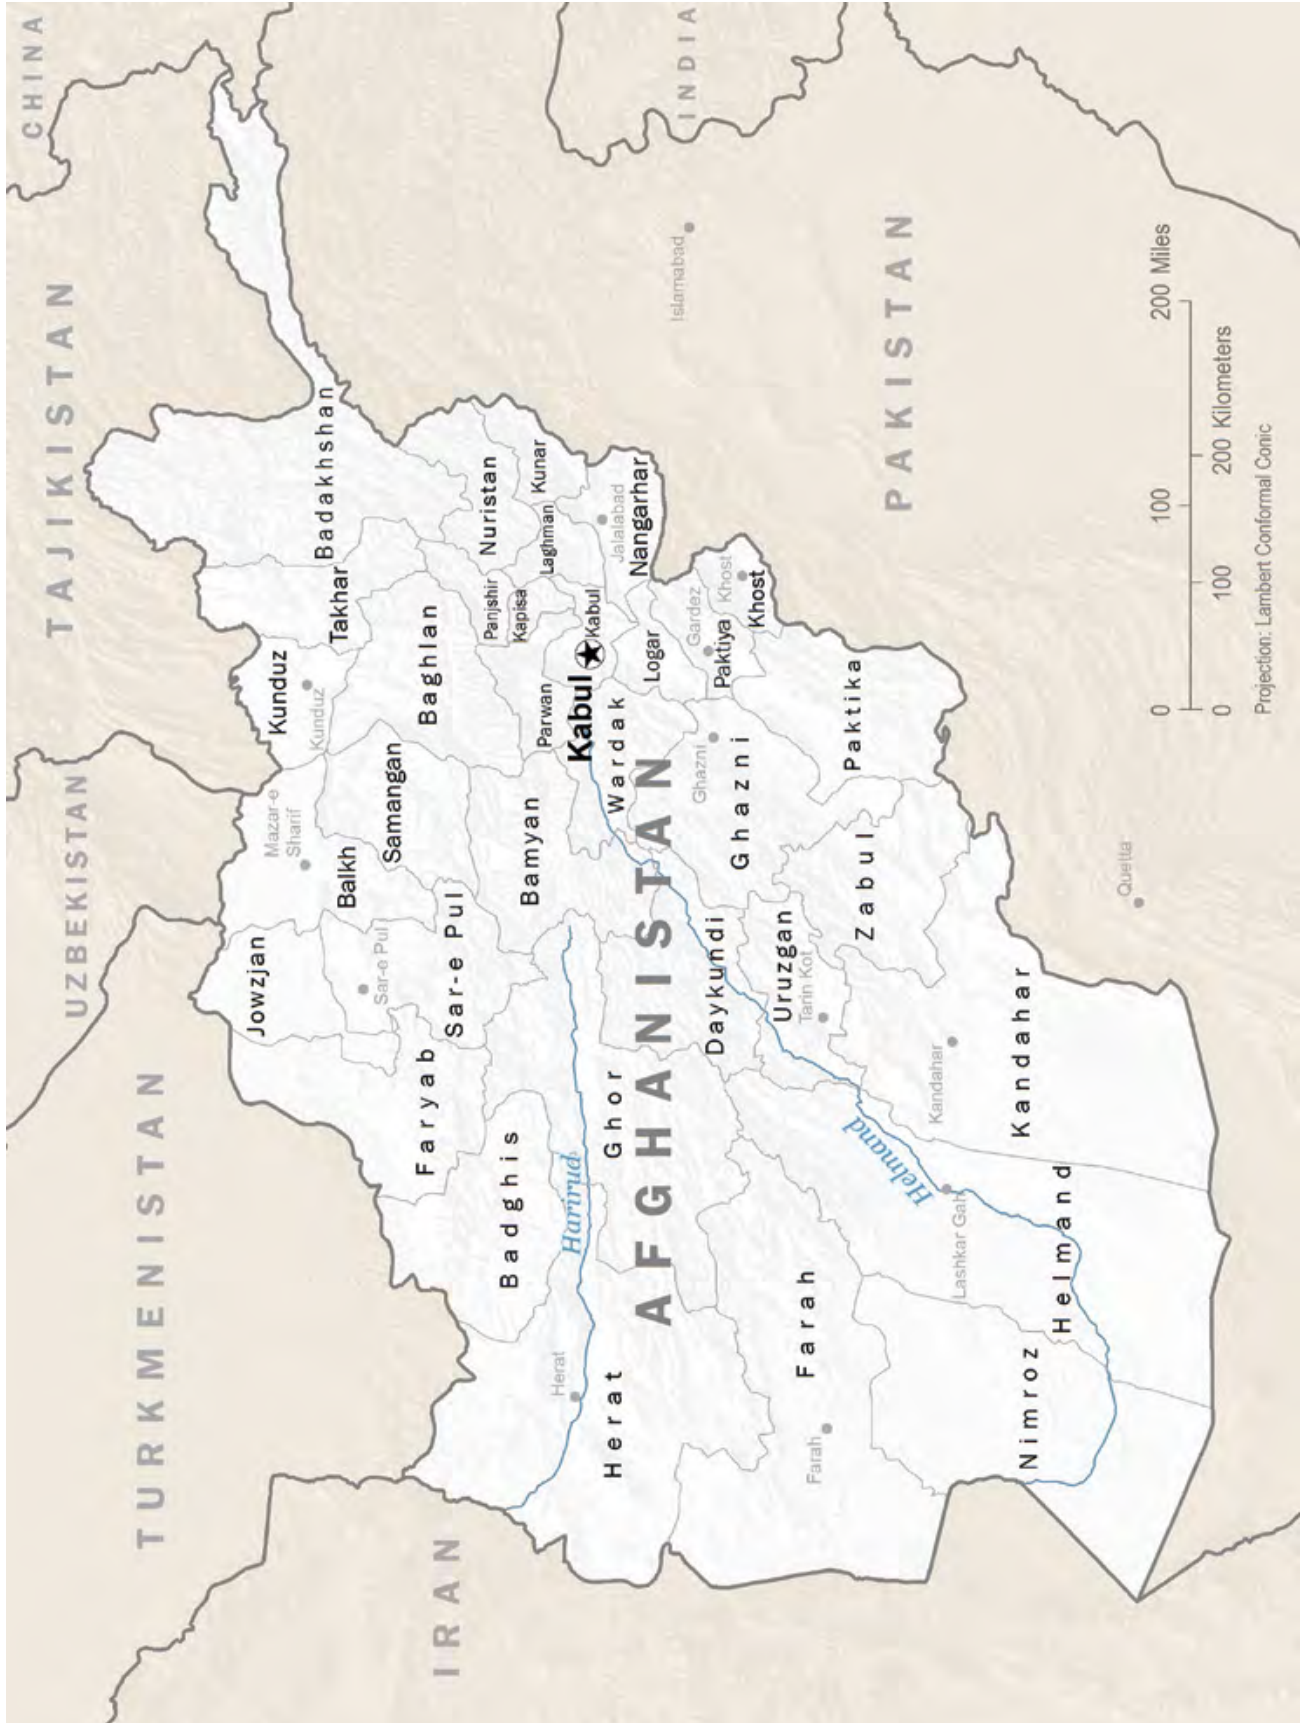 CHINA
TAJIKISTAN
UZBEKISTAN
TURKMENISTAN
IRAN
INDIA
PAKISTAN
Islamabad
Quetta
AFGHANISTAN
Badakhshan
Takhar
Kunduz
Kunduz
Mazar-e
Sharif
Balkh
Jowzjan
Sar-e Pul
Sar-e Pul
Samangan
Baghlan
Faryab
Badghis
Nuristan
Kunar
Laghman
Panjshir
Kapisa
Parwan
Bamyan
Kabul
Kabul
Jalalabad
Nangarhar
Wardak
Logar
Gardez
Khost
Paktiya
Khost
Harirud
Ghor
Herat
Herat
Ghazni
Ghazni
Daykundi
Uruzgan
Tarin Kot
Paktika
Zabul
Farah
Farah
Helmand
Kandahar
Kandahar
Lashkar Gah
Helmand
Nimroz
0 100 200 Miles
0 100 200 Kilometers
Projection: Lambert Conformal Conic